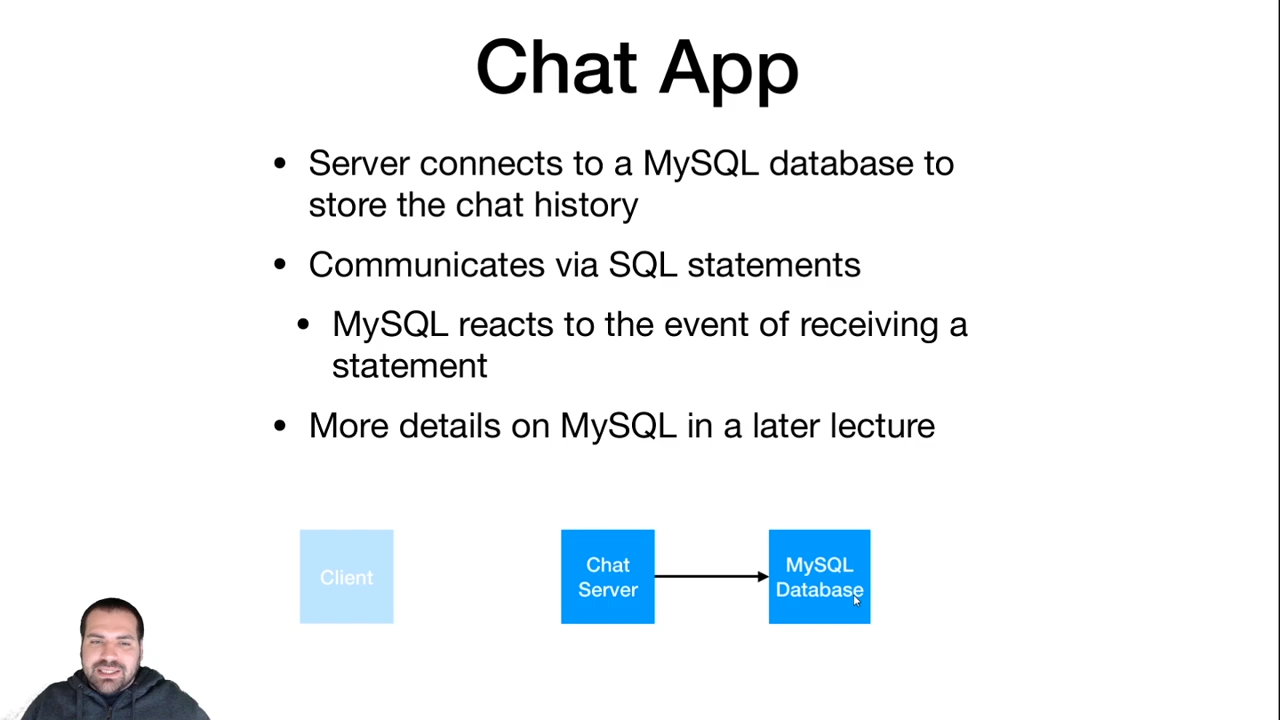 Chat App
• Server connects to a MySQL database to
store the chat history
• Communicates via SQL statements
• MySQL reacts to the event of receiving a
statement
• More details on MySQL in a later lecture
Client
Chat
Server
MySQL
Database